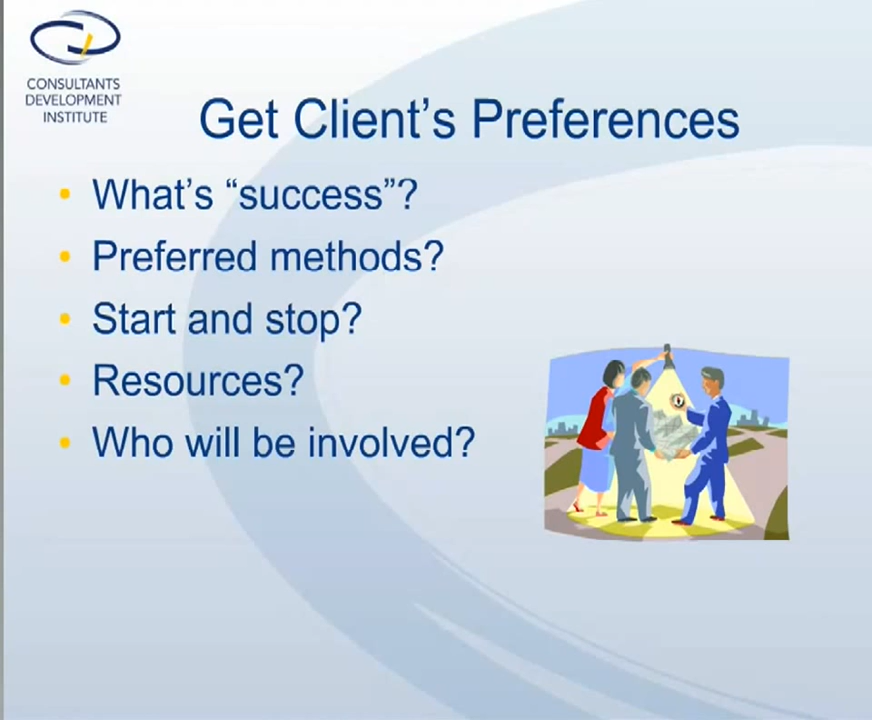 CONSULTANTS
DEVELOPMENT
INSTITUTE
Get Client’s Preferences
• What’s “success”?
• Preferred methods?
• Start and stop?
• Resources?
• Who will be involved?